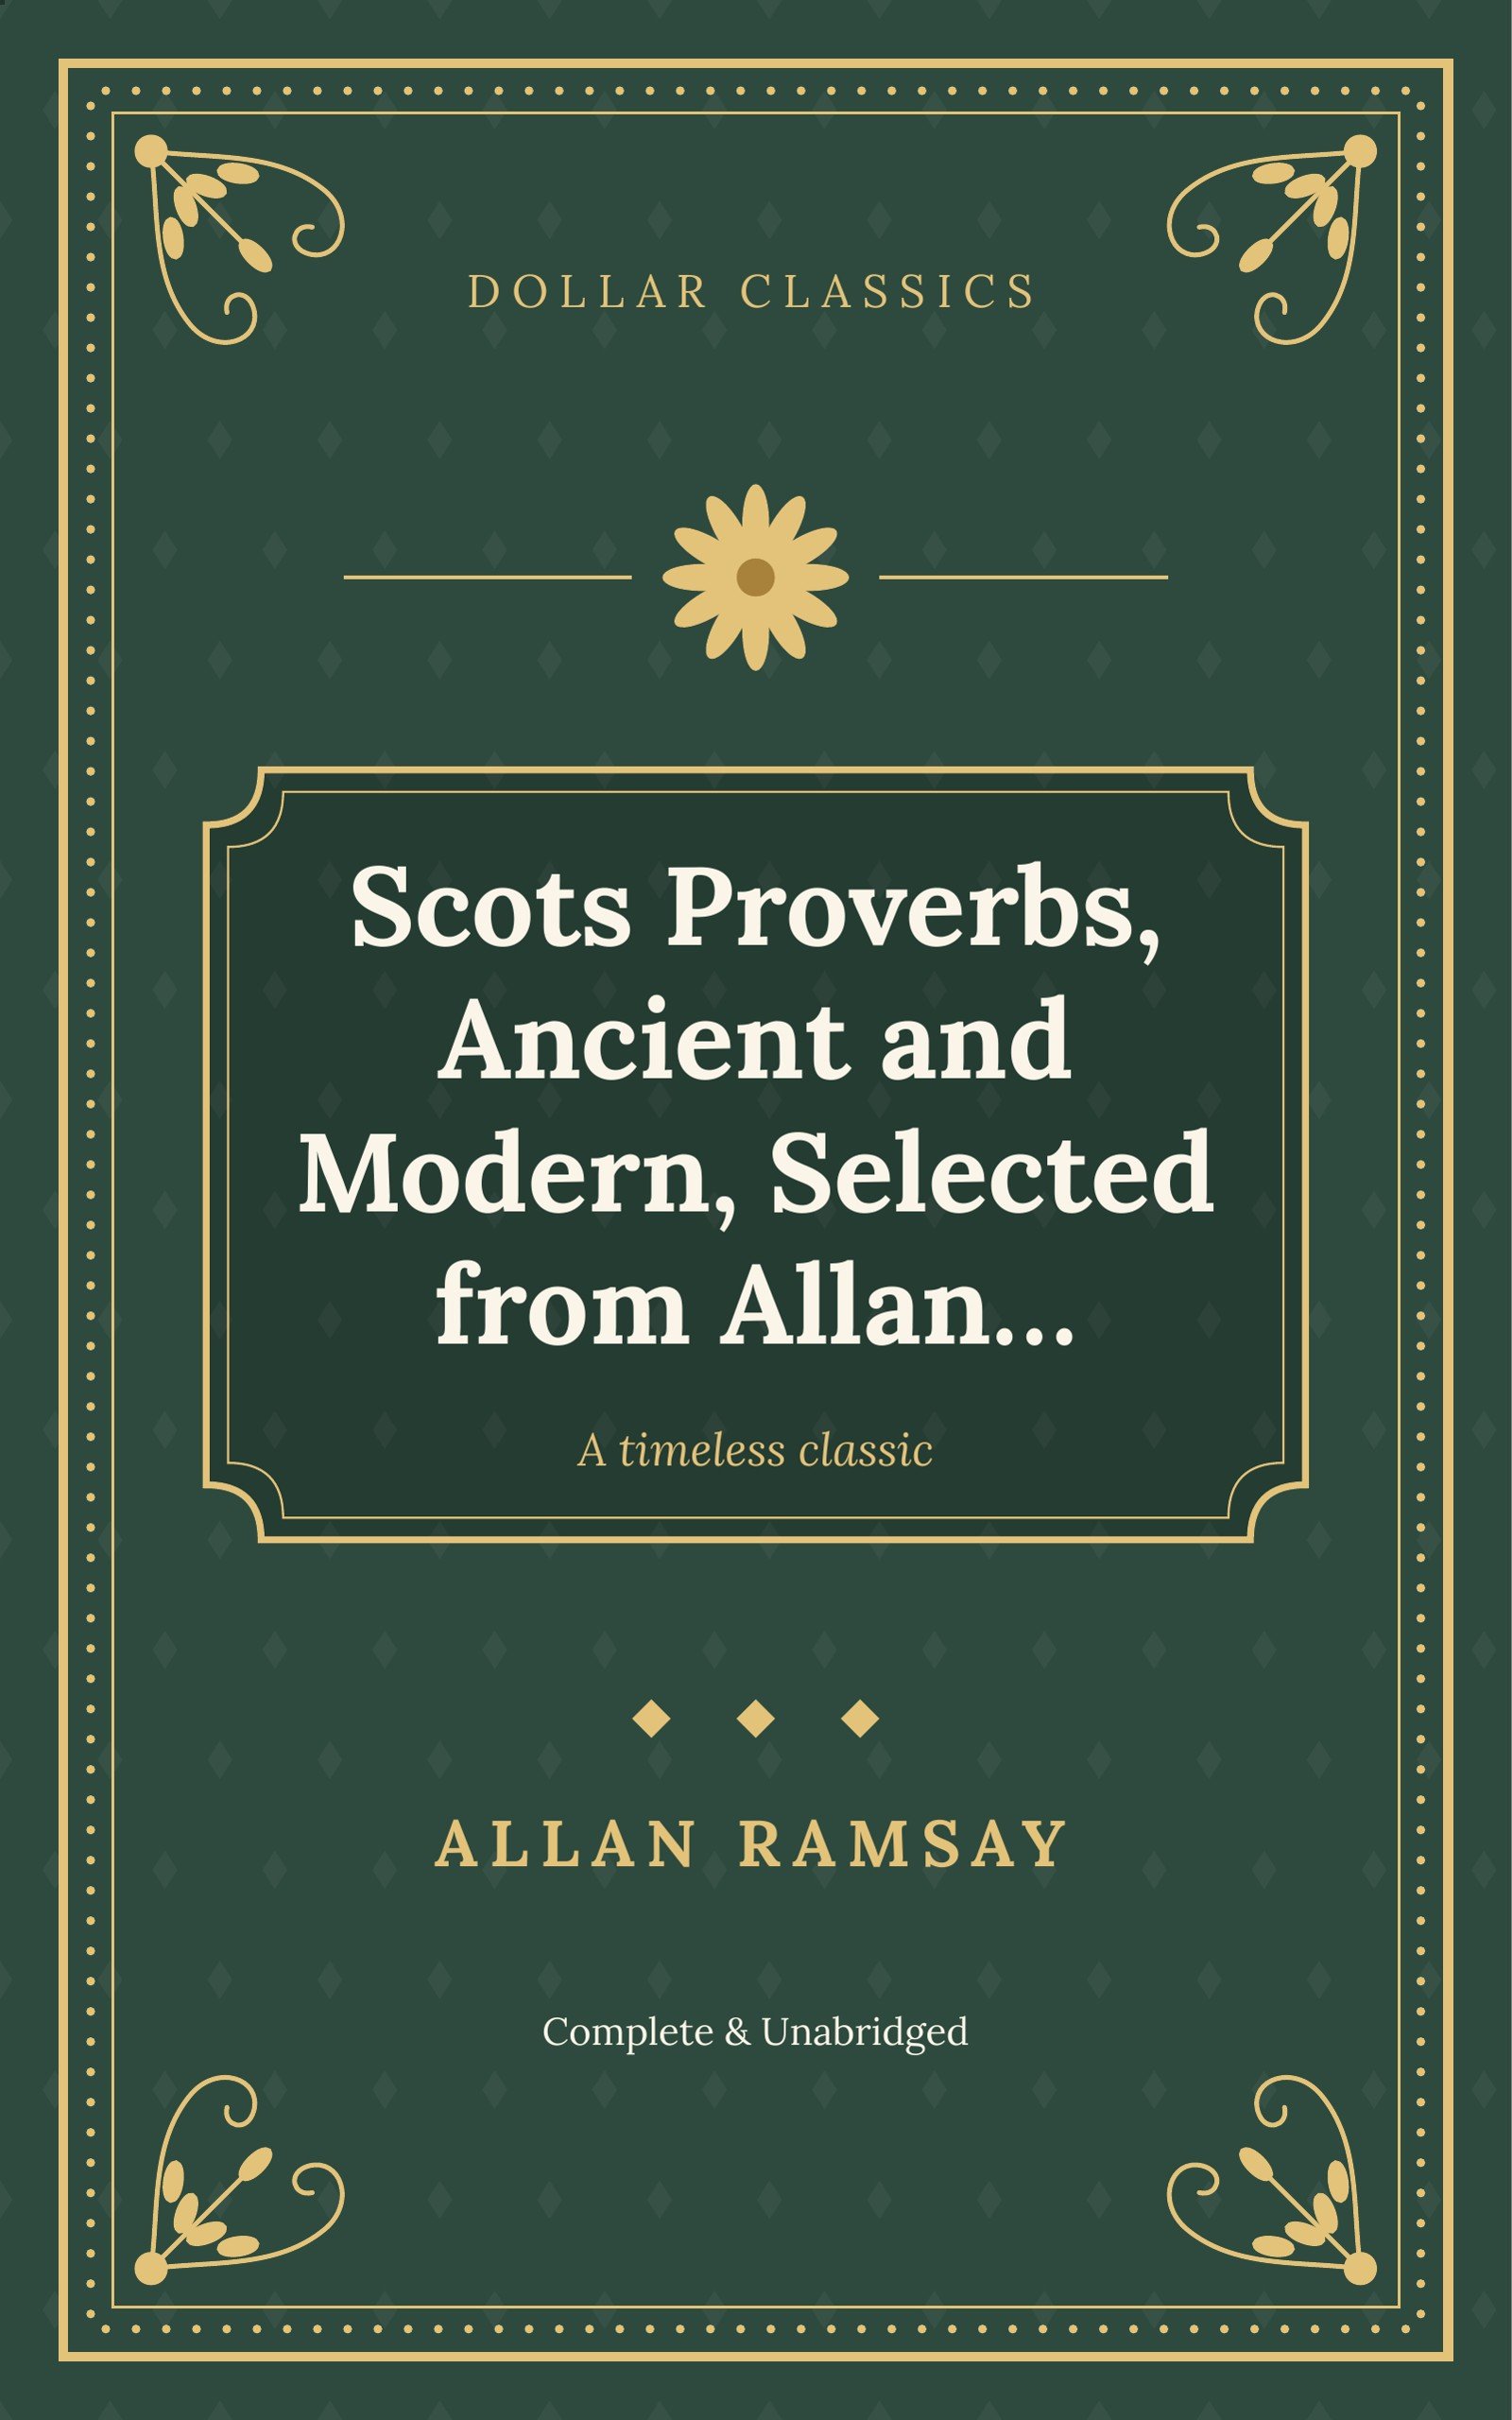 DOLLAR CLASSICS
Scots Proverbs,
Ancient and
Modern, Selected
from Allan...
A timeless classic
ALLAN RAMSAY
Complete & Unabridged